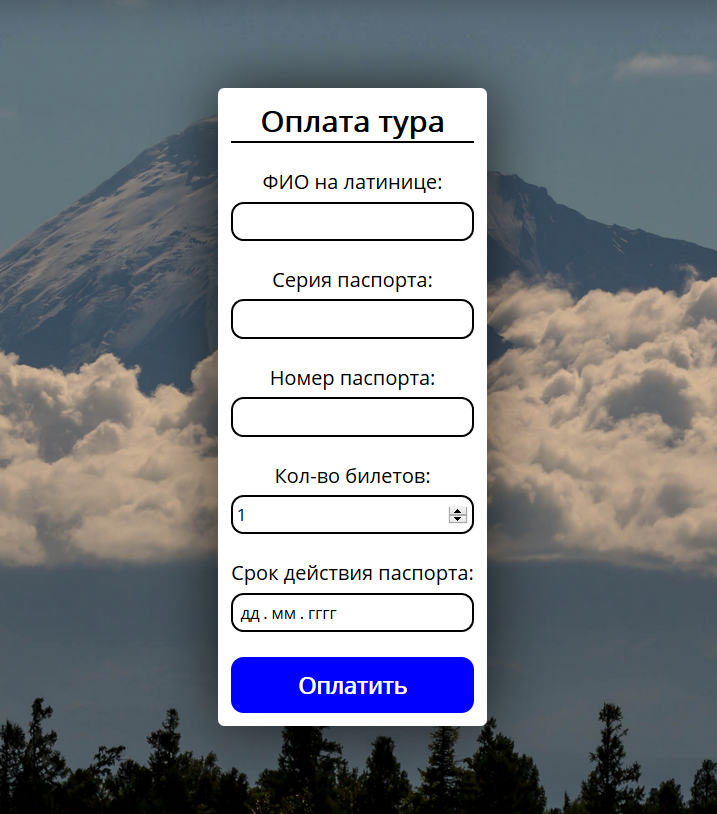 Оплата тура
ФИО на латинице:
Серия паспорта:
Номер паспорта:
Кол-во билетов:
1
Срок действия паспорта:
дд . мм . гггг
Оплатить